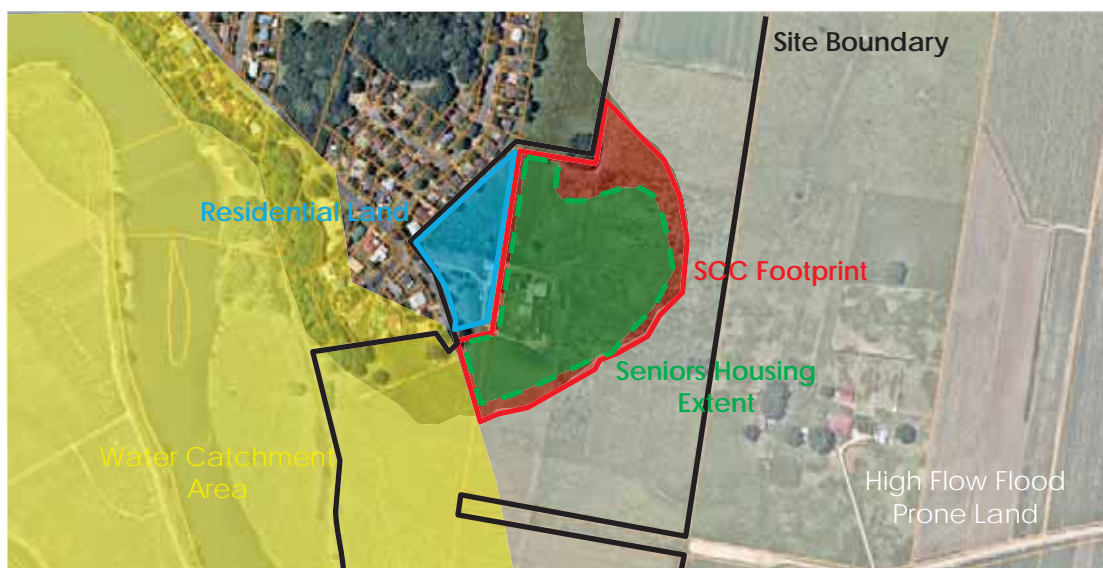 Site Boundary
Residential Land
SCC Footprint
Seniors Housing
Extent
Water Catchment
Area
High Flow Flood
Prone Land